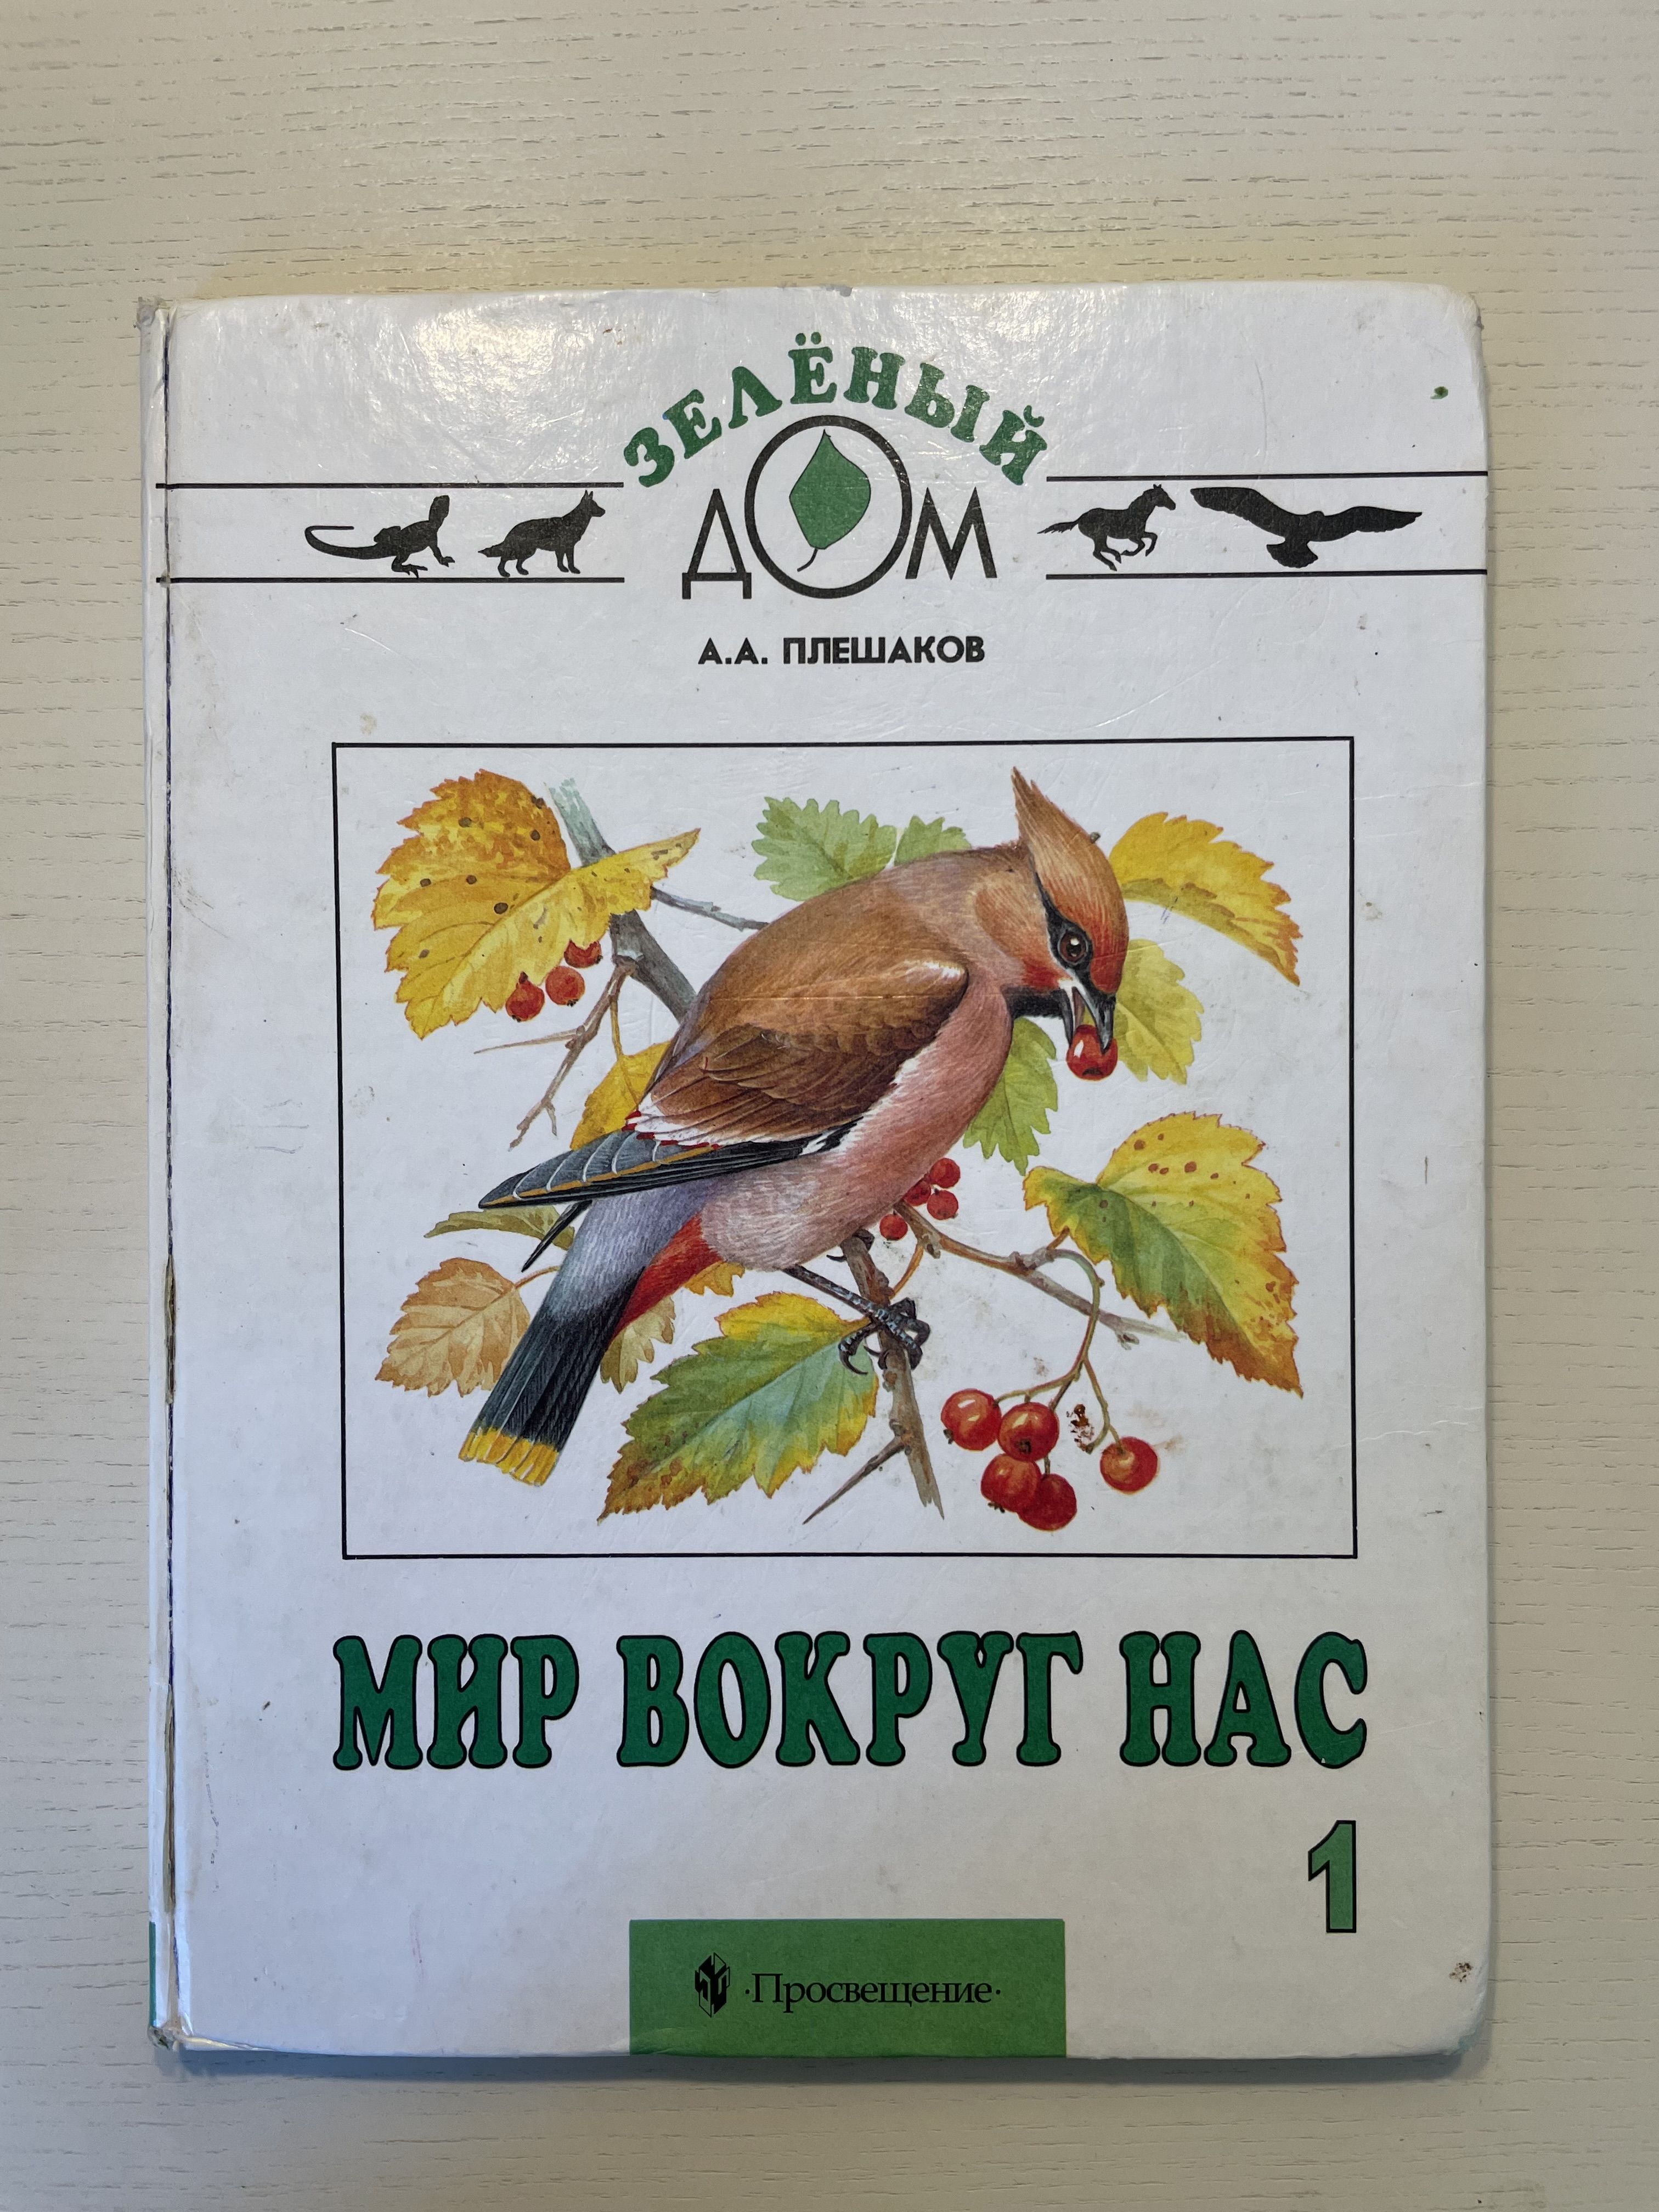 ЗЕЛЁНЫЙ
ДОМ
А.А. ПЛЕШАКОВ
МИР ВОКРУГ НАС
1
·Просвещение·